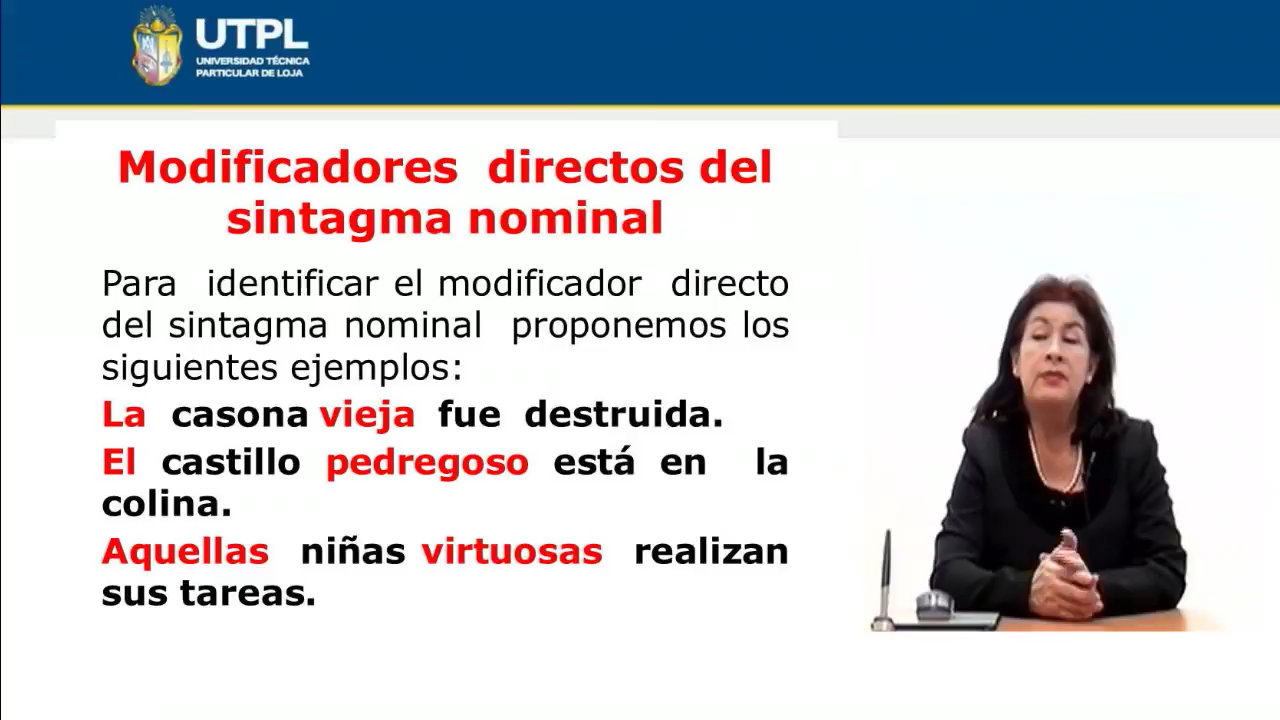 UTPL
UNIVERSIDAD TÉCNICA
PARTICULAR DE LOJA
Modificadores directos del
sintagma nominal
Para identificar el modificador directo
del sintagma nominal proponemos los
siguientes ejemplos:
La casona vieja fue destruida.
El castillo pedregoso está en la
colina.
Aquellas niñas virtuosas realizan
sus tareas.